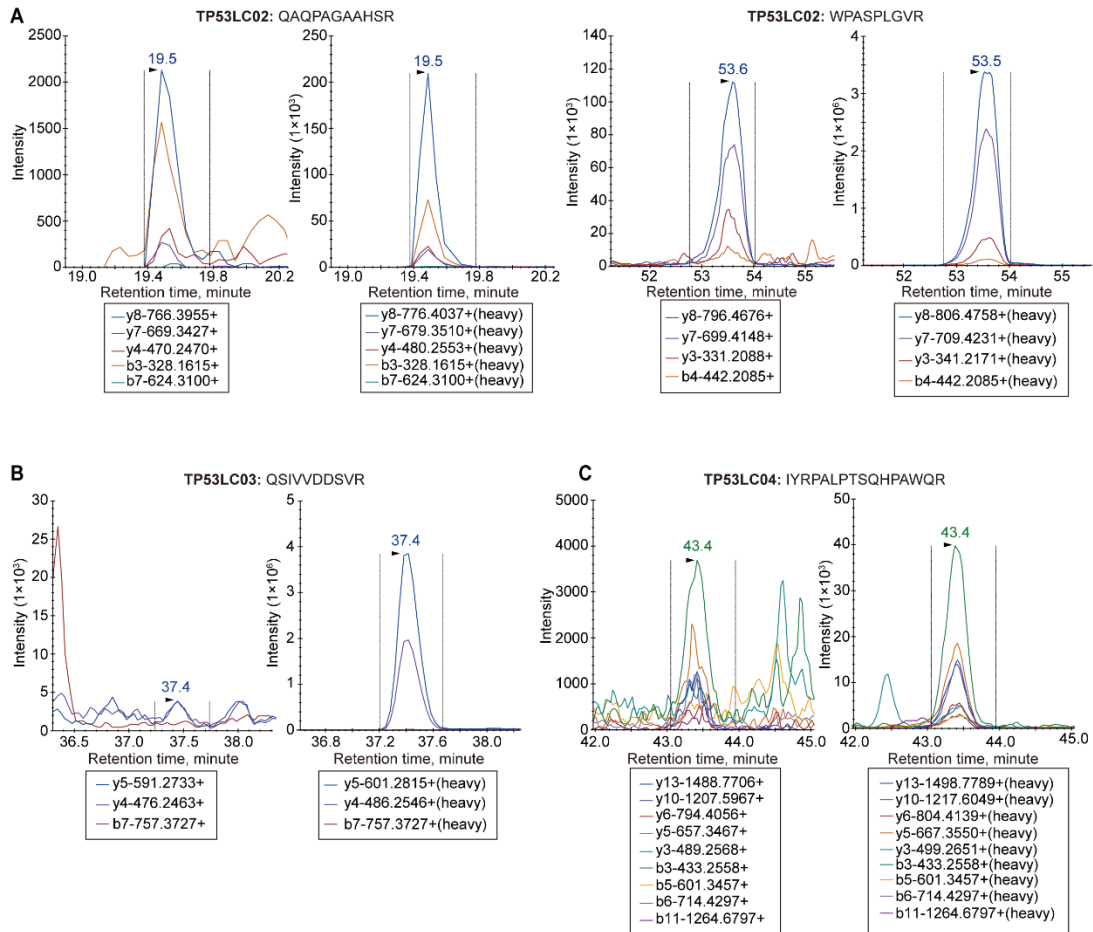 A
TP53LC02: QAQPAGAAHSR
2500
2000
1500
1000
500
0
Intensity
19.5
19.0
19.4
19.8
20.2
Retention time, minute
y8-766.3955+
y7-669.3427+
y4-470.2470+
b3-328.1615+
b7-624.3100+
250
200
150
100
50
0
Intensity (1×10³)
19.5
19.0
19.4
19.8
20.2
Retention time, minute
y8-776.4037+(heavy)
y7-679.3510+(heavy)
y4-480.2553+(heavy)
b3-328.1615+(heavy)
b7-624.3100+(heavy)
TP53LC02: WPASPLGVR
140
120
100
80
60
40
20
0
Intensity (1×10³)
53.6
52
53
54
55
Retention time, minute
y8-796.4676+
y7-699.4148+
y3-331.2088+
b4-442.2085+
4
3
2
1
0
Intensity (1×10⁶)
53.5
52
53
54
55
Retention time, minute
y8-806.4758+(heavy)
y7-709.4231+(heavy)
y3-341.2171+(heavy)
b4-442.2085+(heavy)
B
TP53LC03: QSIVVDDSVR
30
25
20
15
10
5
0
Intensity (1×10³)
37.4
36.5
37.0
37.5
38.0
Retention time, minute
y5-591.2733+
y4-476.2463+
b7-757.3727+
5
4
3
2
1
0
Intensity (1×10⁶)
37.4
36.8
37.2
37.6
38.0
Retention time, minute
y5-601.2815+(heavy)
y4-486.2546+(heavy)
b7-757.3727+(heavy)
C
TP53LC04: IYRPALPTSQHPAWQR
5000
4000
3000
2000
1000
0
Intensity
43.4
42.0
43.0
44.0
45.0
Retention time, minute
y13-1488.7706+
y10-1207.5967+
y6-794.4056+
y5-657.3467+
y3-489.2568+
b3-433.2558+
b5-601.3457+
b6-714.4297+
b11-1264.6797+
50
40
30
20
10
0
Intensity (1×10³)
43.4
42.0
43.0
44.0
45.0
Retention time, minute
y13-1498.7789+(heavy)
y10-1217.6049+(heavy)
y6-804.4139+(heavy)
y5-667.3550+(heavy)
y3-499.2651+(heavy)
b3-433.2558+(heavy)
b5-601.3457+(heavy)
b6-714.4297+(heavy)
b11-1264.6797+(heavy)